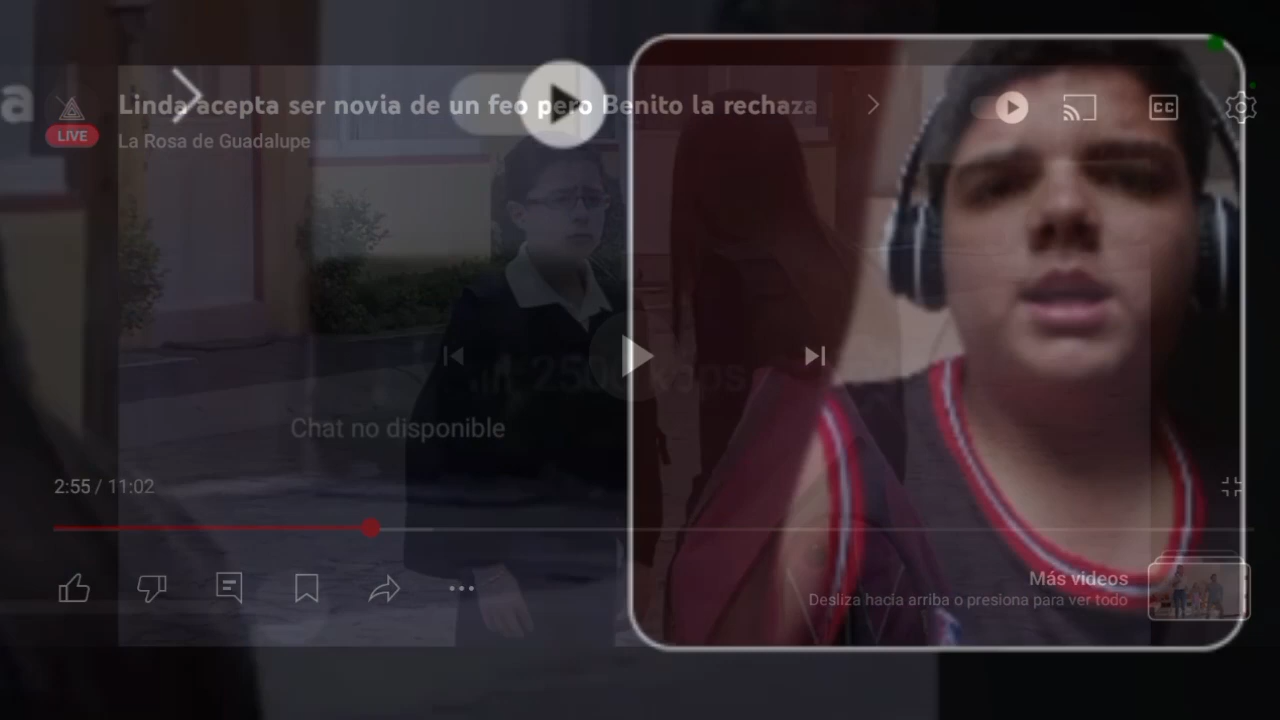 a
Linda acepta ser novia de un feo pero Benito la rechaza
LIVE
La Rosa de Guadalupe
CC
Chat no disponible
2:55 / 11:02
Más videos
Desliza hacia arriba o presiona para ver todo